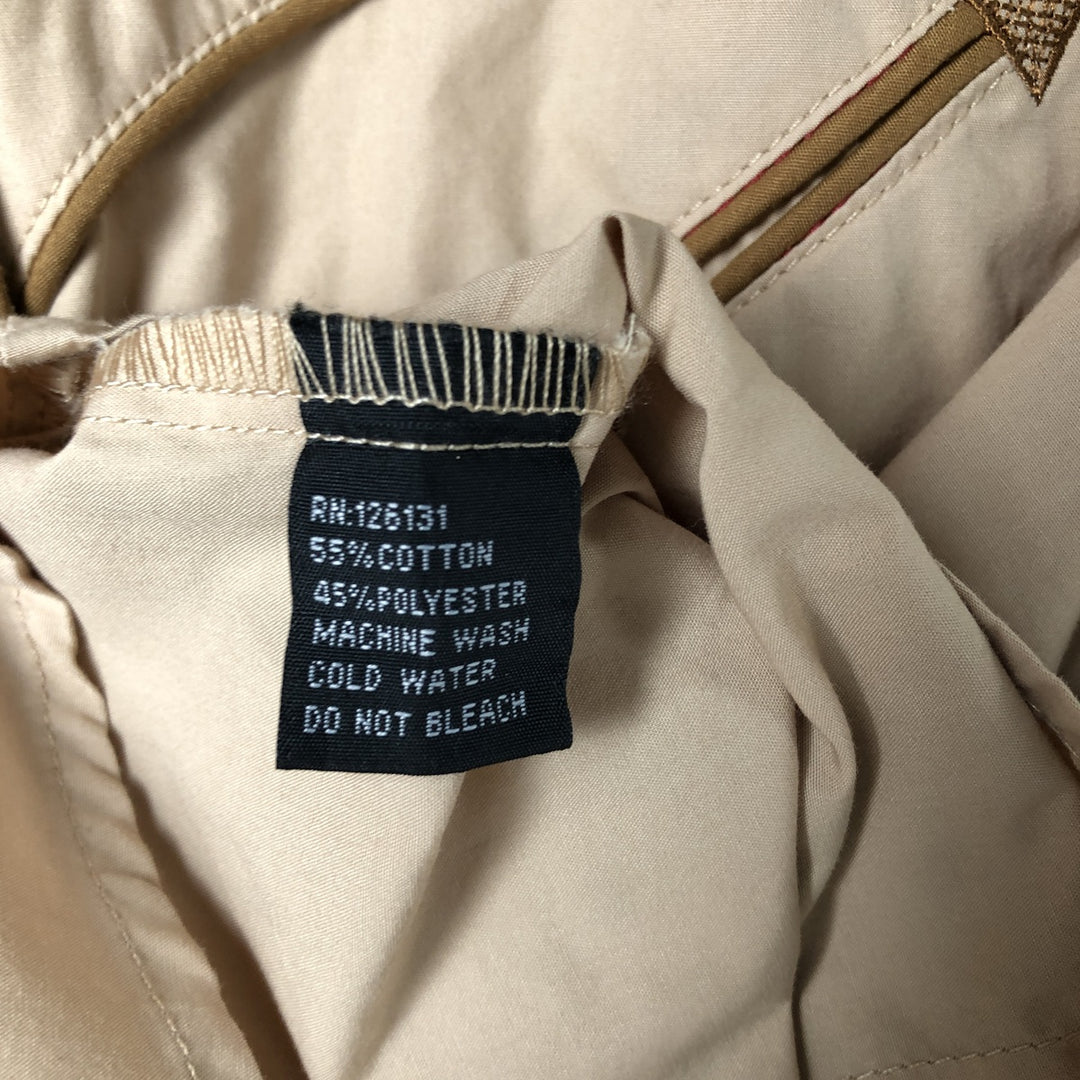 RN:126131
55%COTTON
45%POLYESTER
MACHINE WASH
COLD WATER
DO NOT BLEACH